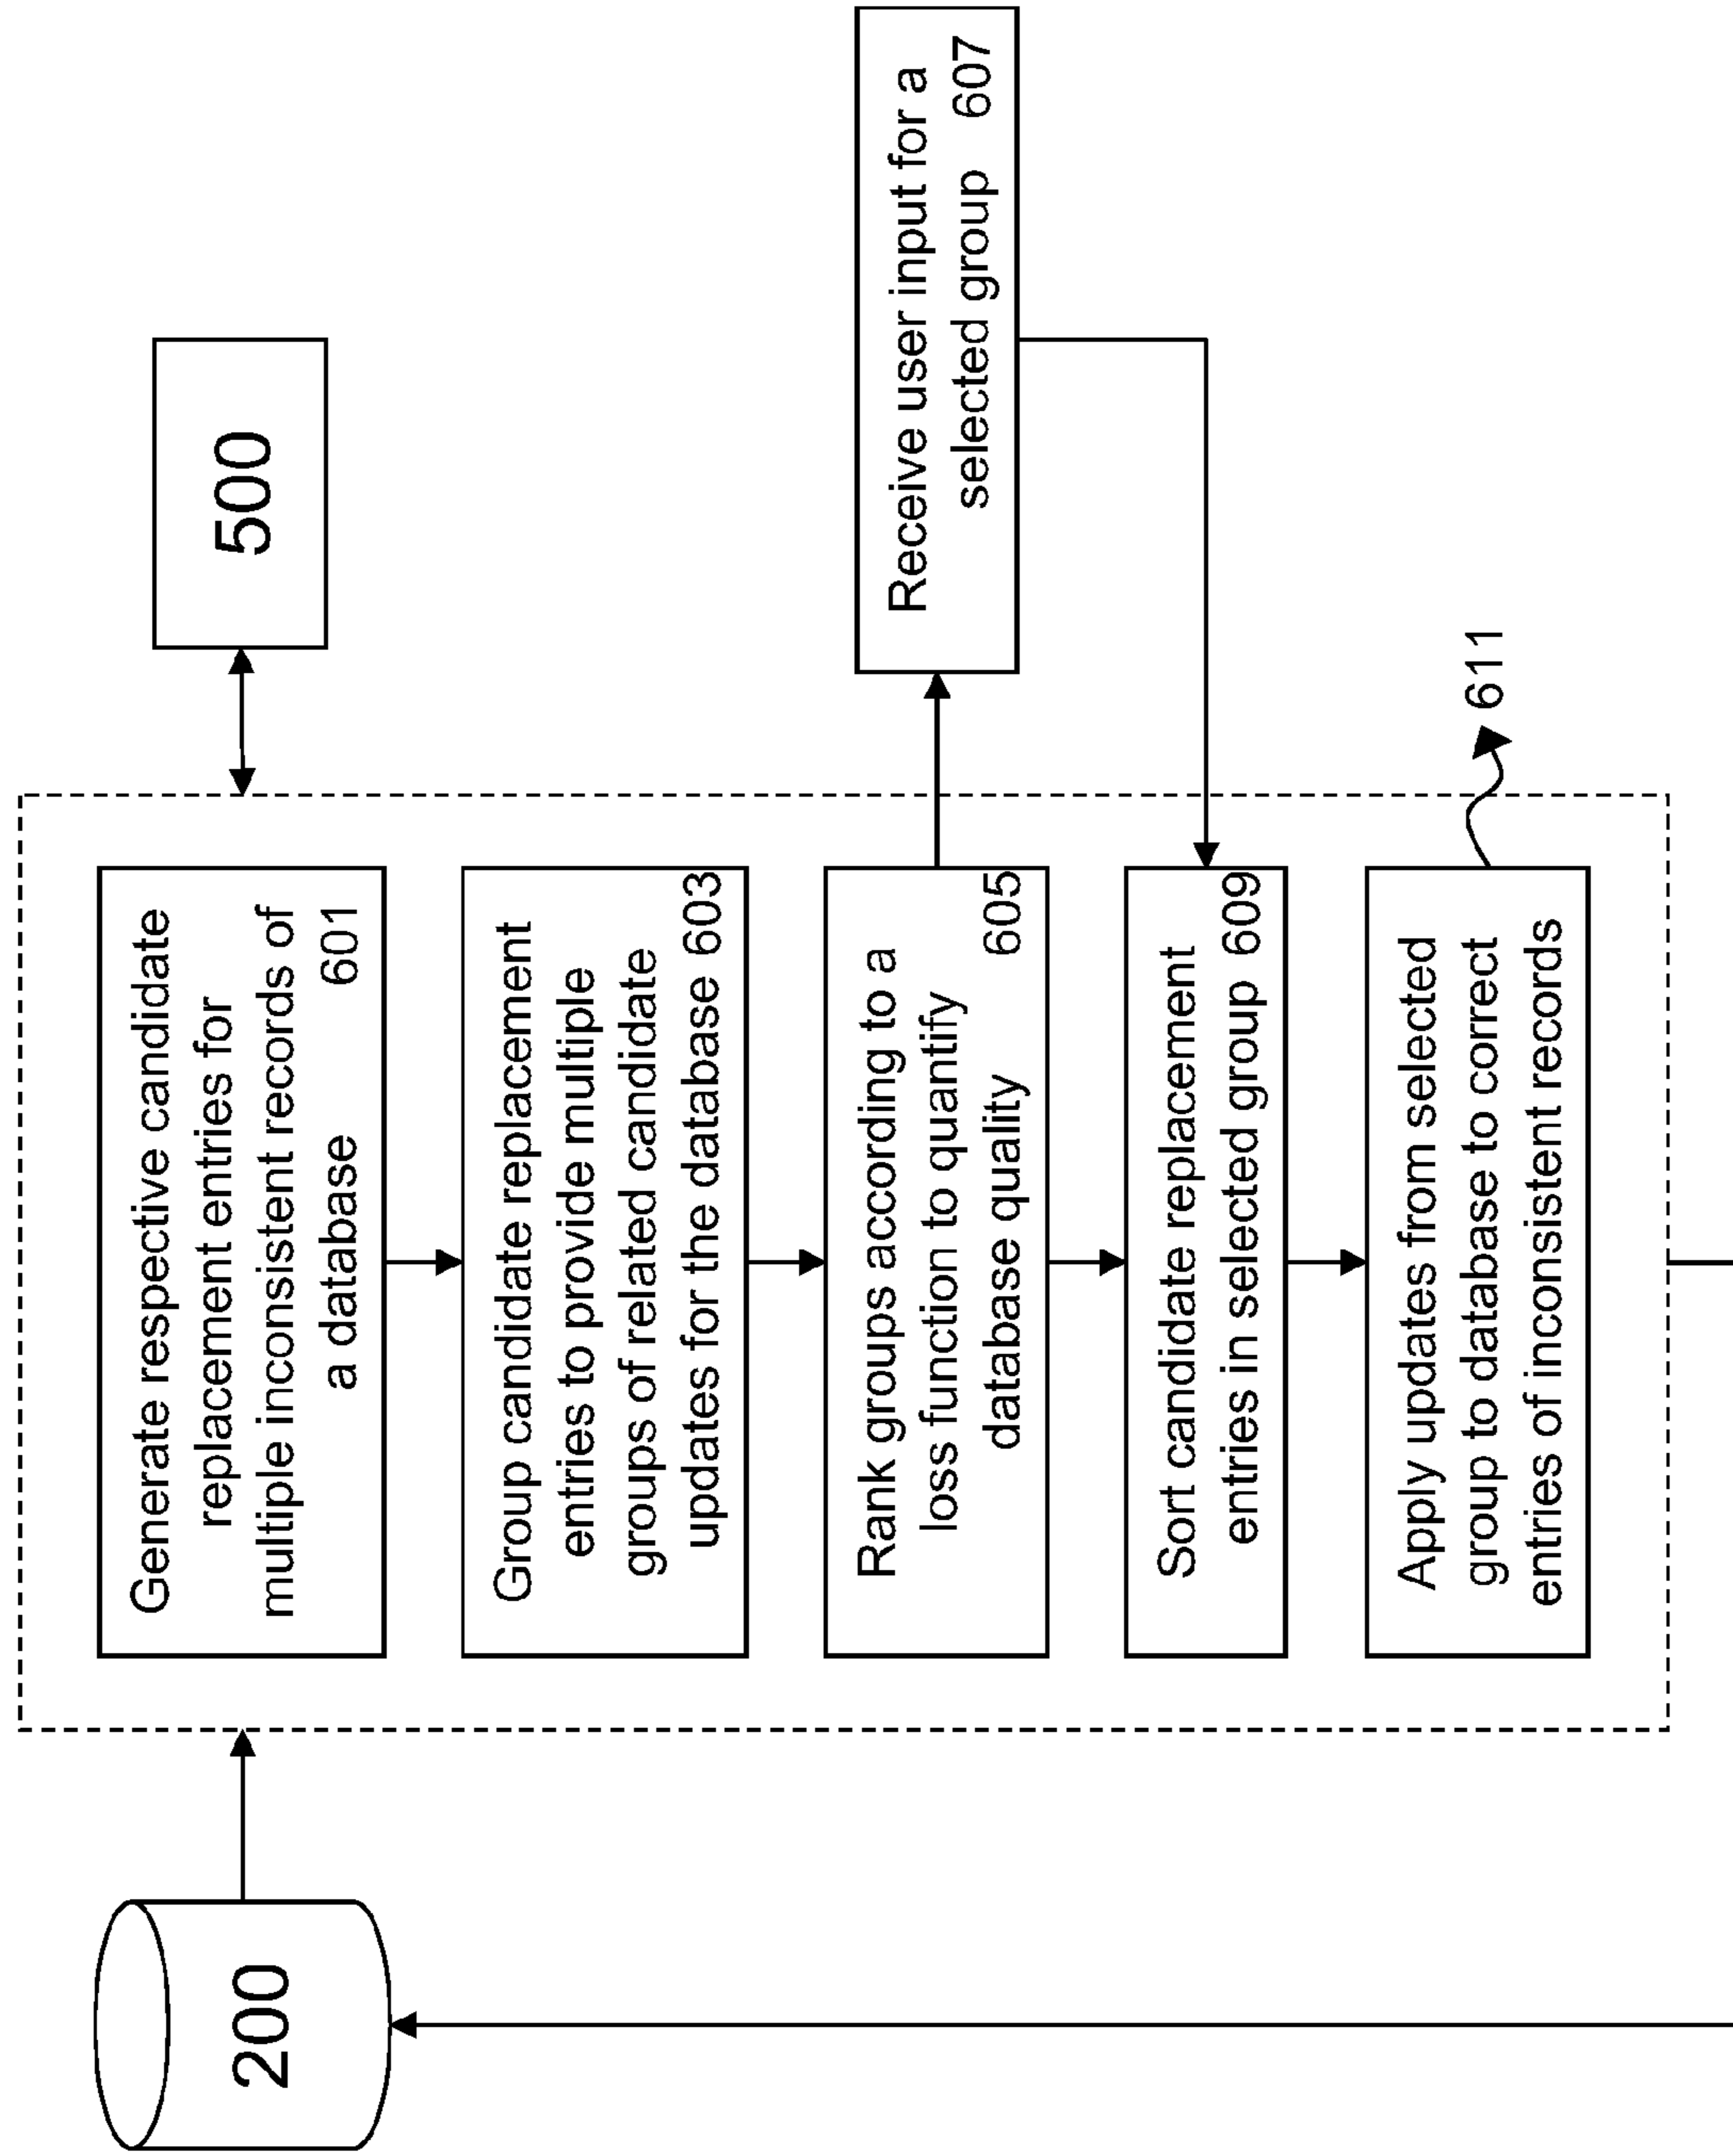 200
500
Generate respective candidate
replacement entries for
multiple inconsistent records of
a database 601
Group candidate replacement
entries to provide multiple
groups of related candidate
updates for the database 603
Rank groups according to a
loss function to quantify
database quality 605
Receive user input for a
selected group 607
Sort candidate replacement
entries in selected group 609
Apply updates from selected
group to database to correct
entries of inconsistent records
611